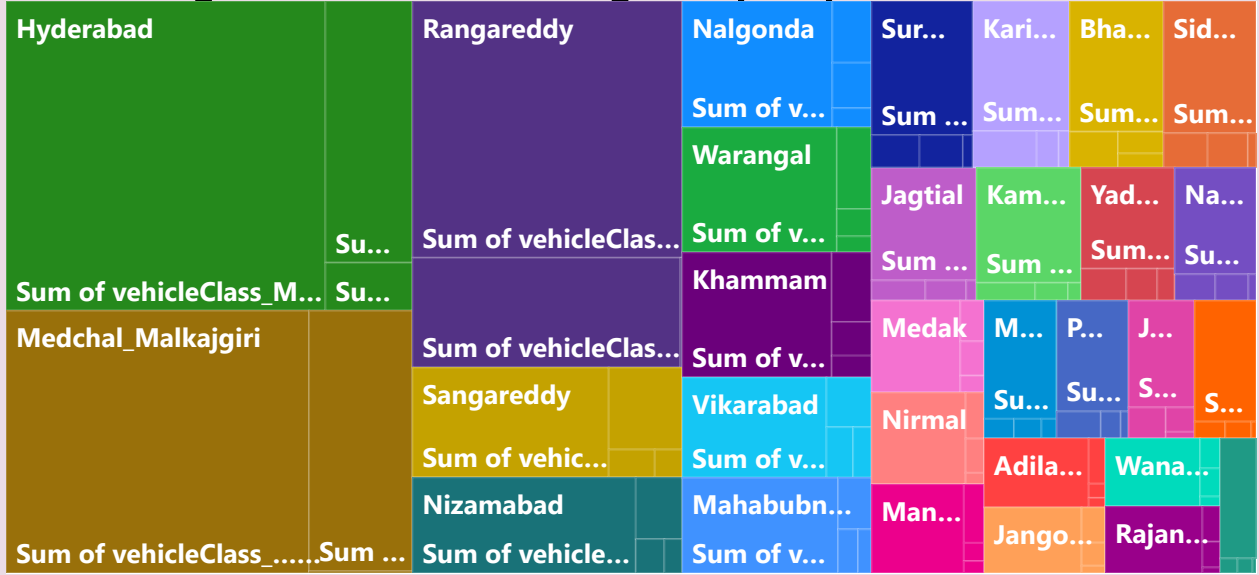 Hyderabad
Su...
Sum of vehicleClass_M...
Su...
Medchal_Malkajgiri
Sum of vehicleClass_......
Sum ...
Rangareddy
Sum of vehicleClas...
Sum of vehicleClas...
Sangareddy
Sum of vehic...
Nizamabad
Sum of vehicle...
Nalgonda
Sum of v...
Warangal
Sum of v...
Khammam
Sum of v...
Vikarabad
Sum of v...
Mahabubn...
Sum of v...
Sur...
Sum ...
Kari...
Sum...
Bha...
Sum...
Sid...
Sum...
Jagtial
Sum ...
Kam...
Sum ...
Yad...
Sum...
Na...
Su...
Medak
Nirmal
Man...
M...
Su...
P...
Su...
J...
S...
S...
Adila...
Wana...
Jango...
Rajan...